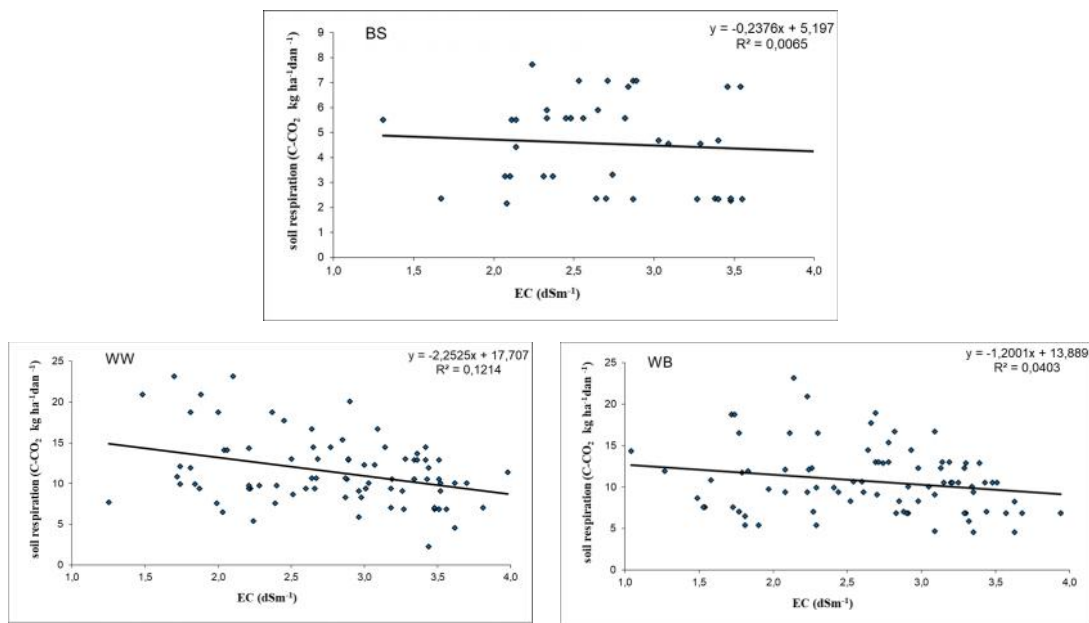 BS
y = -0,2376x + 5,197
R² = 0,0065
soil respiration (C-CO₂ kg ha⁻¹dan⁻¹)
9
8
7
6
5
4
3
2
1
0
1,0 1,5 2,0 2,5 3,0 3,5 4,0
EC (dSm⁻¹)
WW
y = -2,2525x + 17,707
R² = 0,1214
soil respiration (C-CO₂ kg ha⁻¹dan⁻¹)
25
20
15
10
5
0
1,0 1,5 2,0 2,5 3,0 3,5 4,0
EC (dSm⁻¹)
WB
y = -1,2001x + 13,889
R² = 0,0403
soil respiration (C-CO₂ kg ha⁻¹dan⁻¹)
25
20
15
10
5
0
1,0 1,5 2,0 2,5 3,0 3,5 4,0
EC (dSm⁻¹)